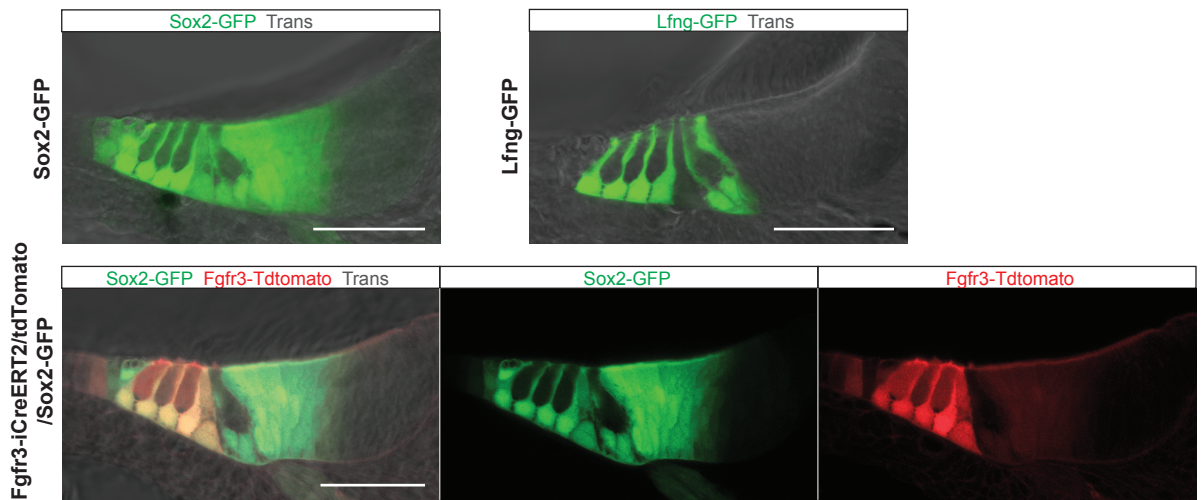 Sox2-GFP Trans
Lfng-GFP Trans
Sox2-GFP
Lfng-GFP
Sox2-GFP Fgfr3-Tdtomato Trans
Sox2-GFP
Fgfr3-Tdtomato
Fgfr3-iCreERT2/tdTomato
/Sox2-GFP